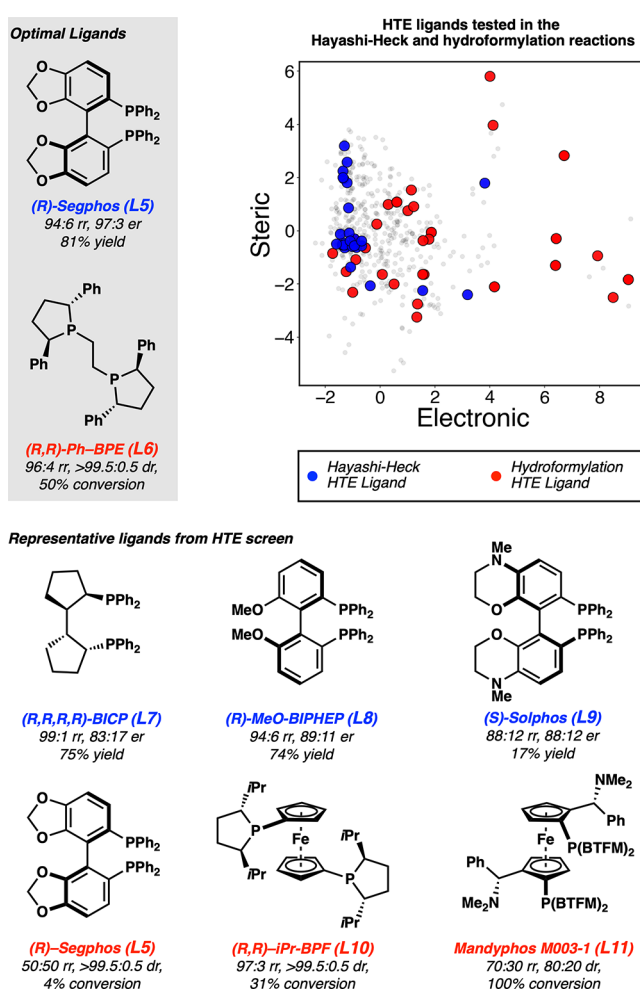 Optimal Ligands
O
O
PPh2
O
PPh2
O
(R)-Segphos (L5)
94:6 rr, 97:3 er
81% yield
Ph
P
Ph
Ph
P
Ph
(R,R)-Ph–BPE (L6)
96:4 rr, >99.5:0.5 dr,
50% conversion
HTE ligands tested in the
Hayashi-Heck and hydroformylation reactions
Steric
6
4
2
0
−2
−4
−2 0 2 4 6 8
Electronic
Hayashi-Heck
HTE Ligand
Hydroformylation
HTE Ligand
Representative ligands from HTE screen
PPh2
PPh2
(R,R,R,R)-BICP (L7)
99:1 rr, 83:17 er
75% yield
MeO
PPh2
MeO
PPh2
(R)-MeO-BIPHEP (L8)
94:6 rr, 89:11 er
74% yield
Me
N
O
PPh2
O
PPh2
N
Me
(S)-Solphos (L9)
88:12 rr, 88:12 er
17% yield
O
O
PPh2
O
PPh2
O
(R)–Segphos (L5)
50:50 rr, >99.5:0.5 dr,
4% conversion
iPr
P
Fe
iPr
iPr
P
iPr
(R,R)–iPr-BPF (L10)
97:3 rr, >99.5:0.5 dr,
31% conversion
NMe2
Ph
Fe
P(BTFM)2
Ph
Me2N
P(BTFM)2
Mandyphos M003-1 (L11)
70:30 rr, 80:20 dr,
100% conversion